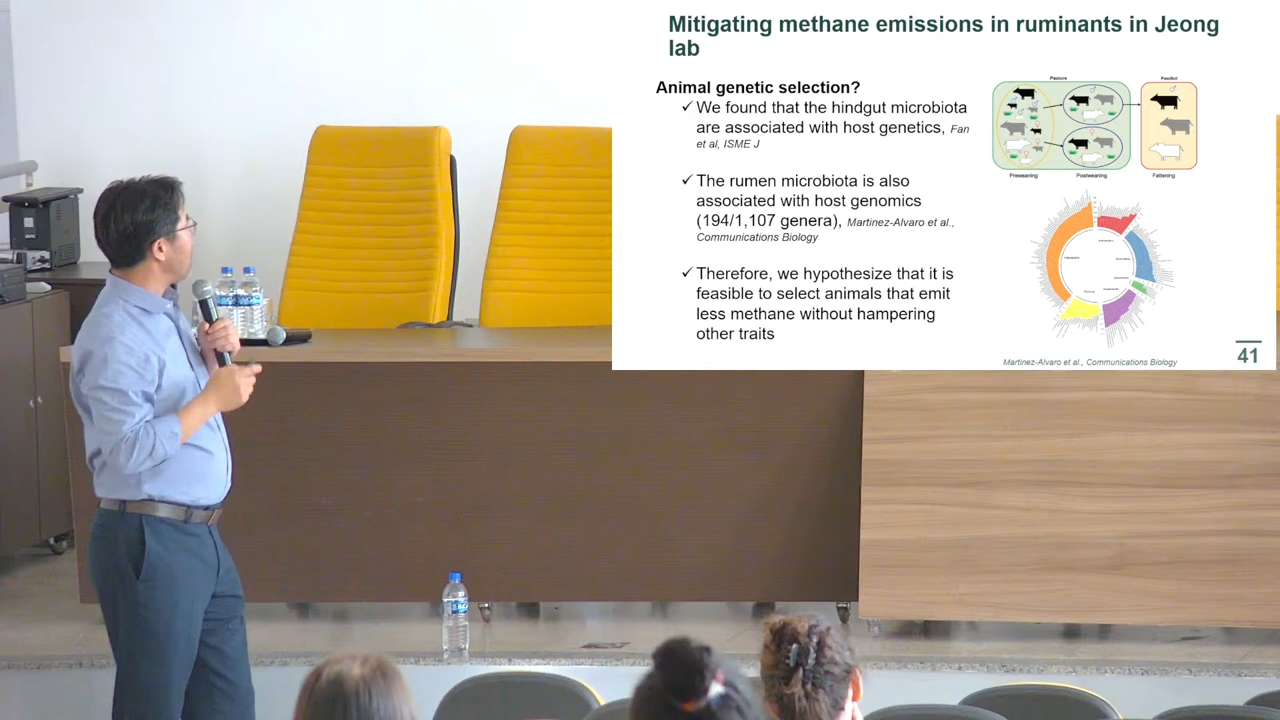 Mitigating methane emissions in ruminants in Jeong
lab
Animal genetic selection?
✓ We found that the hindgut microbiota
are associated with host genetics, Fan
et al, ISME J
✓ The rumen microbiota is also
associated with host genomics
(194/1,107 genera), Martinez-Alvaro et al.,
Communications Biology
✓ Therefore, we hypothesize that it is
feasible to select animals that emit
less methane without hampering
other traits
Pasture
Feedlot
Preweaning
Postweaning
Fattening
Martinez-Alvaro et al., Communications Biology
41